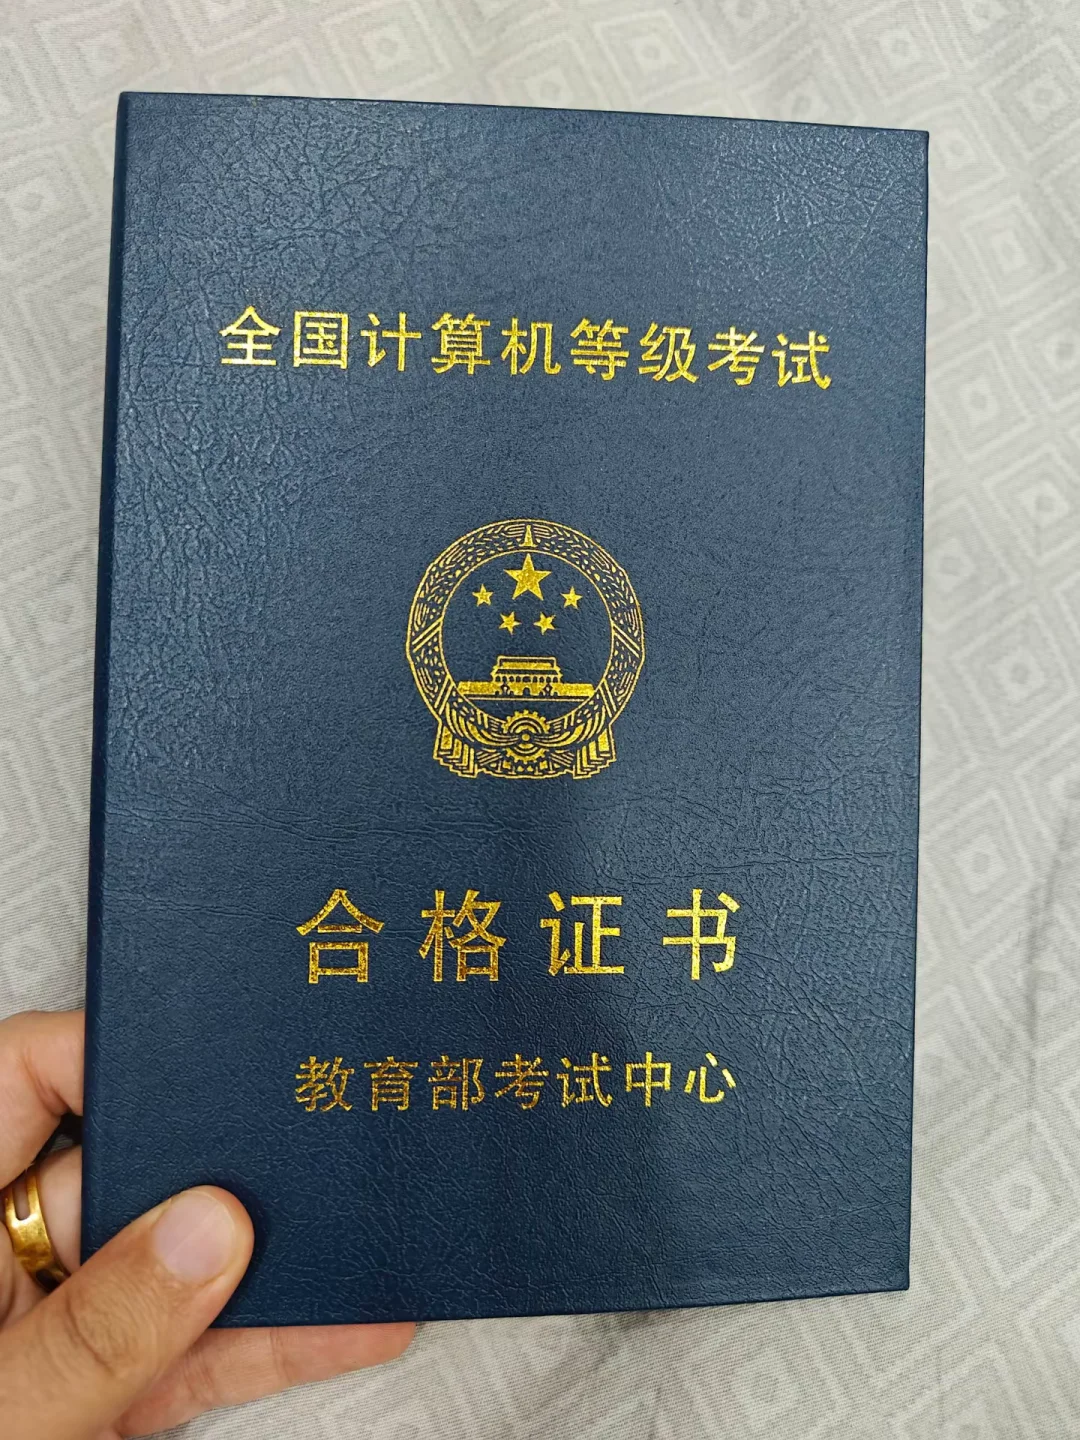 全国计算机等级考试
合格证书
教育部考试中心